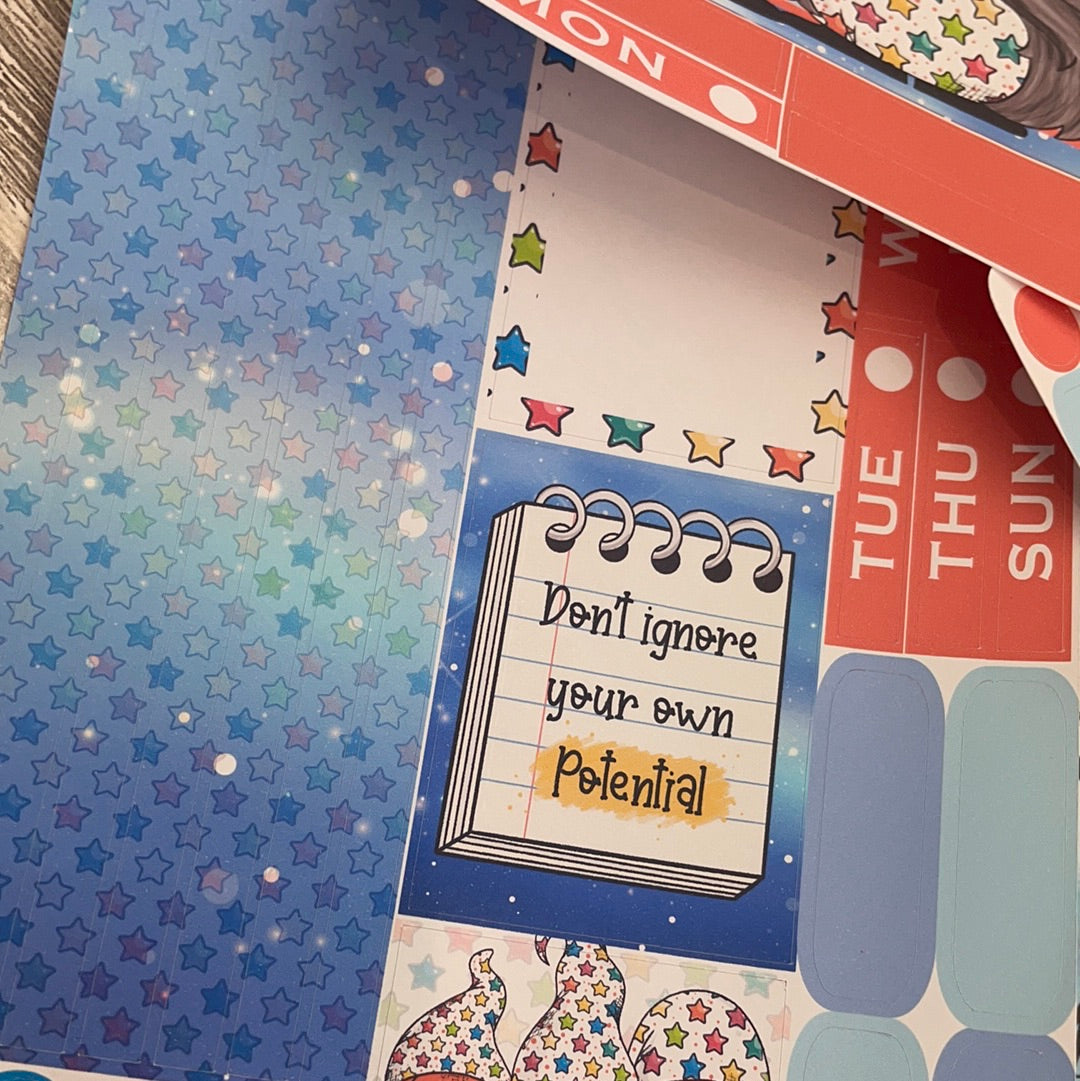 MON
W
TUE
THU
SUN
Don't ignore
your own
Potential